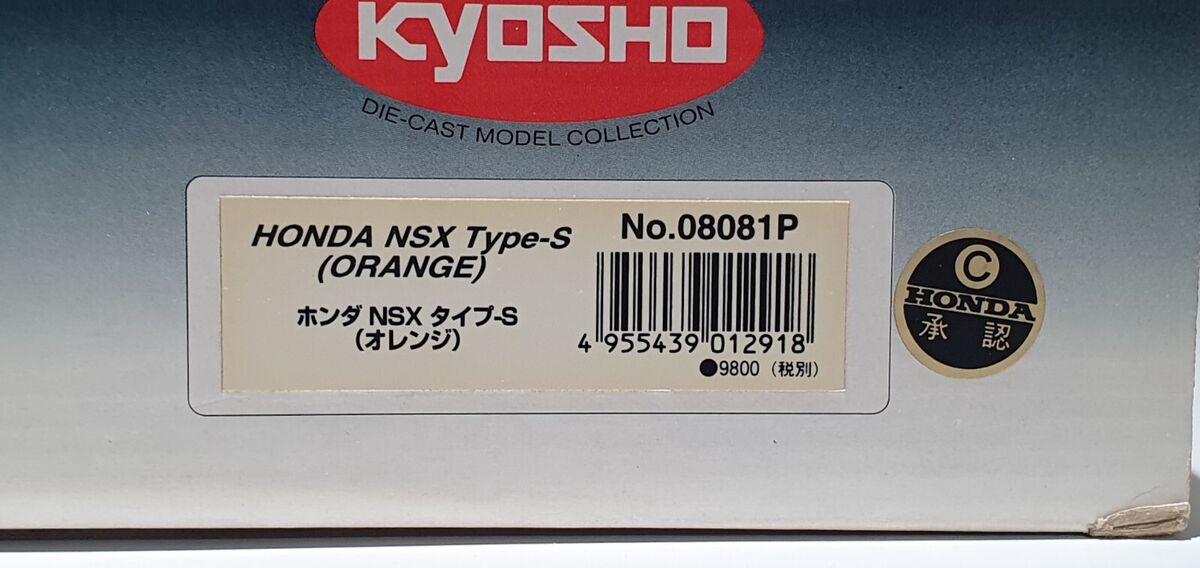 KYOSHO
DIE-CAST MODEL COLLECTION
HONDA NSX Type-S
(ORANGE)
ホンダ NSX タイプ-S
(オレンジ)
No.08081P
4 955439 012918
●9800 (税別)
C
HONDA
承 認